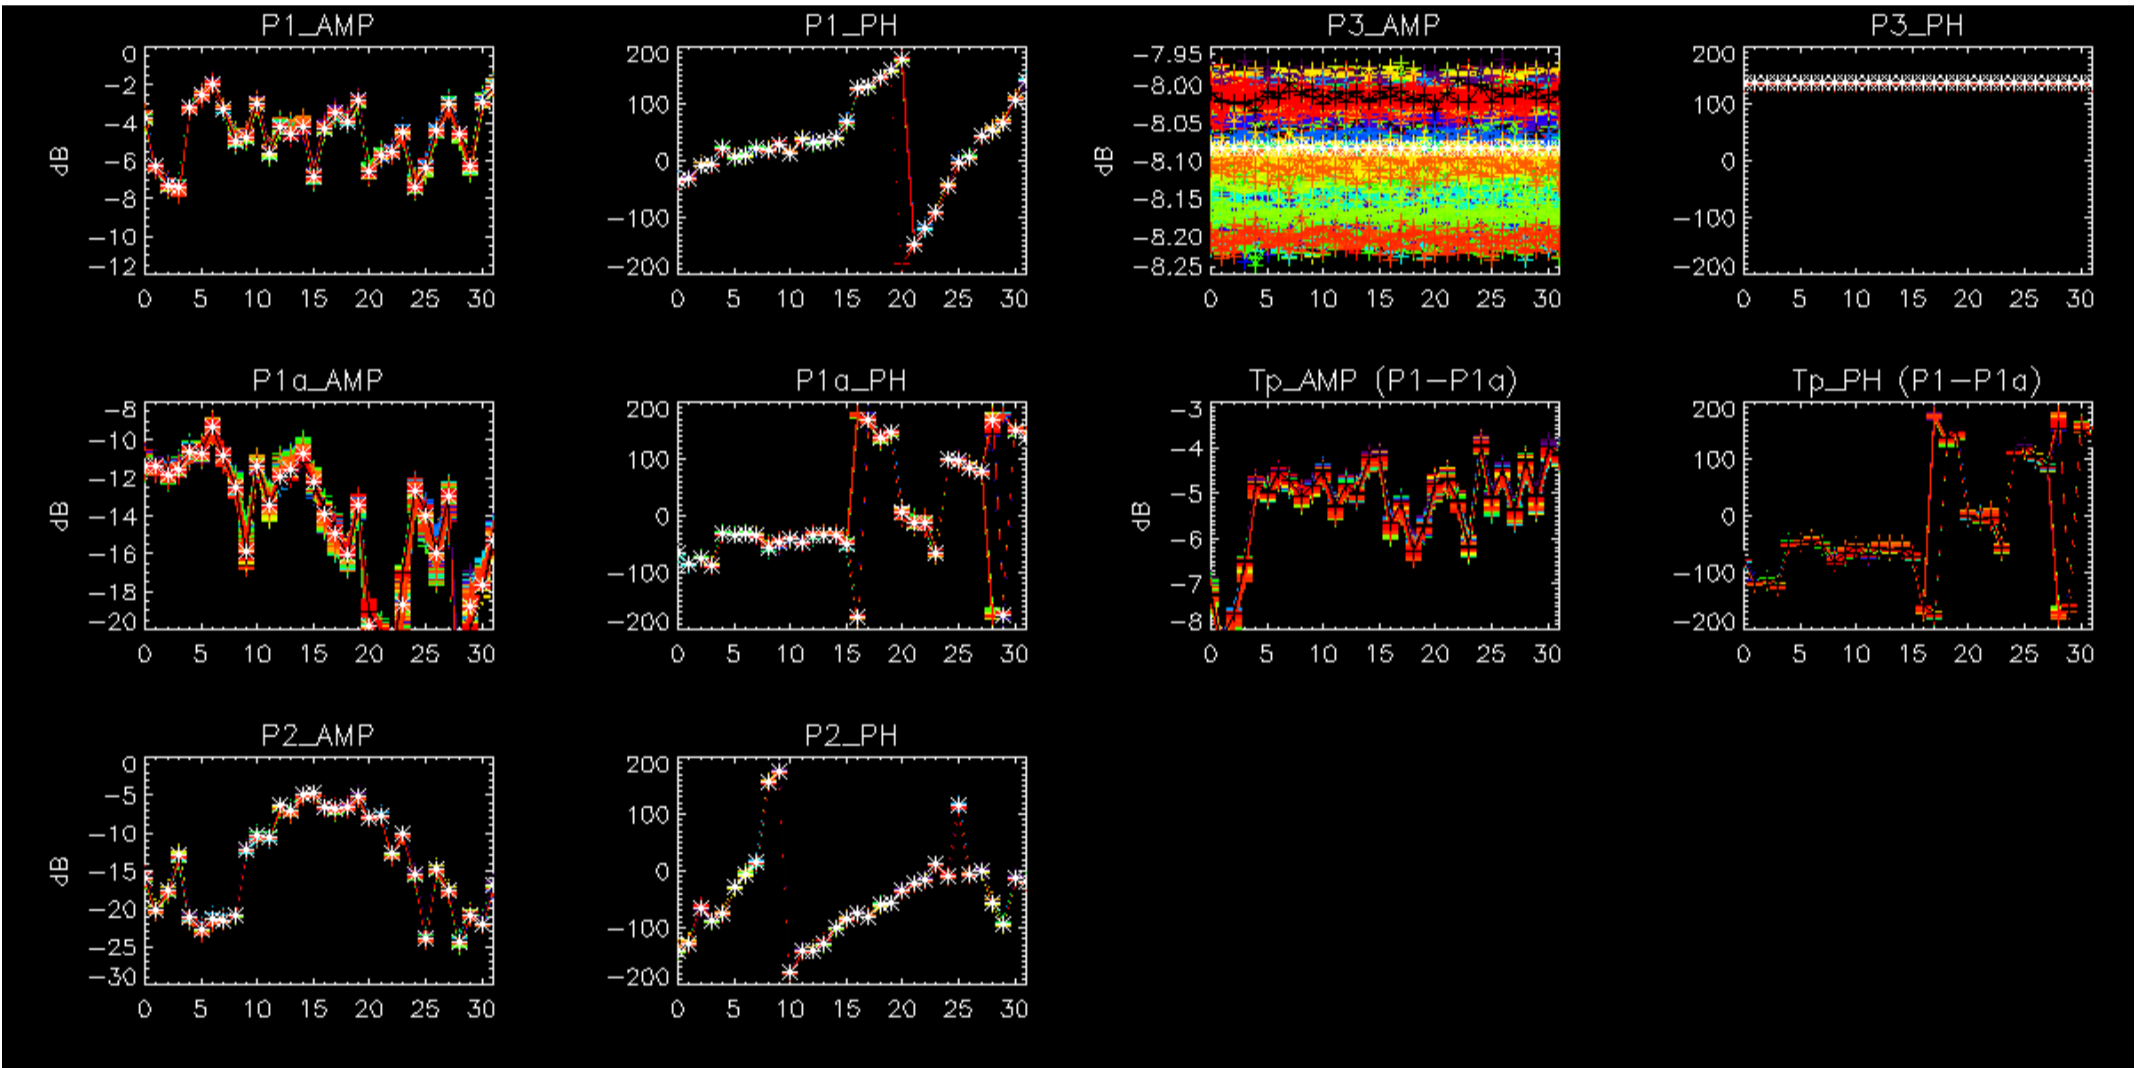 P1_AMP
0
-2
-4
-6
-8
-10
-12
dB
0 5 10 15 20 25 30
P1_PH
200
100
0
-100
-200
0 5 10 15 20 25 30
P3_AMP
-7.95
-8.00
-8.05
-8.10
-8.15
-8.20
-8.25
dB
0 5 10 15 20 25 30
P3_PH
200
100
0
-100
-200
0 5 10 15 20 25 30
P1a_AMP
-8
-10
-12
-14
-16
-18
-20
dB
0 5 10 15 20 25 30
P1a_PH
200
100
0
-100
-200
0 5 10 15 20 25 30
Tp_AMP (P1-P1a)
-3
-4
-5
-6
-7
-8
dB
0 5 10 15 20 25 30
Tp_PH (P1-P1a)
200
100
0
-100
-200
0 5 10 15 20 25 30
P2_AMP
0
-5
-10
-15
-20
-25
-30
dB
0 5 10 15 20 25 30
P2_PH
200
100
0
-100
-200
0 5 10 15 20 25 30